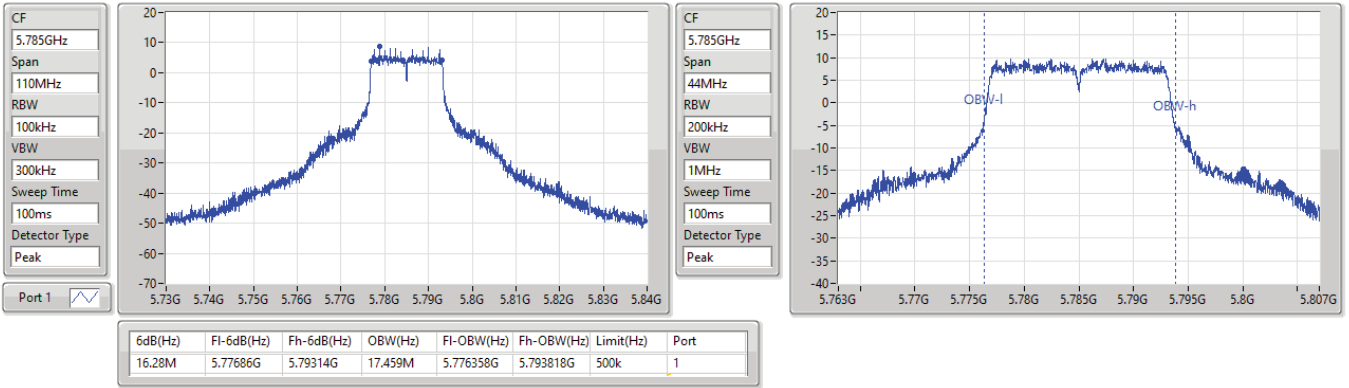 CF
5.785GHz
Span
110MHz
RBW
100kHz
VBW
300kHz
Sweep Time
100ms
Detector Type
Peak
Port 1
20
10
0
-10
-20
-30
-40
-50
-60
-70
5.73G 5.74G 5.75G 5.76G 5.77G 5.78G 5.79G 5.8G 5.81G 5.82G 5.83G 5.84G
CF
5.785GHz
Span
44MHz
RBW
200kHz
VBW
1MHz
Sweep Time
100ms
Detector Type
Peak
20
15
10
5
0
-5
-10
-15
-20
-25
-30
-35
-40
OBW-l
OBW-h
5.763G 5.77G 5.775G 5.78G 5.785G 5.79G 5.795G 5.8G 5.807G
6dB(Hz) Fl-6dB(Hz) Fh-6dB(Hz) OBW(Hz) Fl-OBW(Hz) Fh-OBW(Hz) Limit(Hz) Port
16.28M 5.77686G 5.79314G 17.459M 5.776358G 5.793818G 500k 1